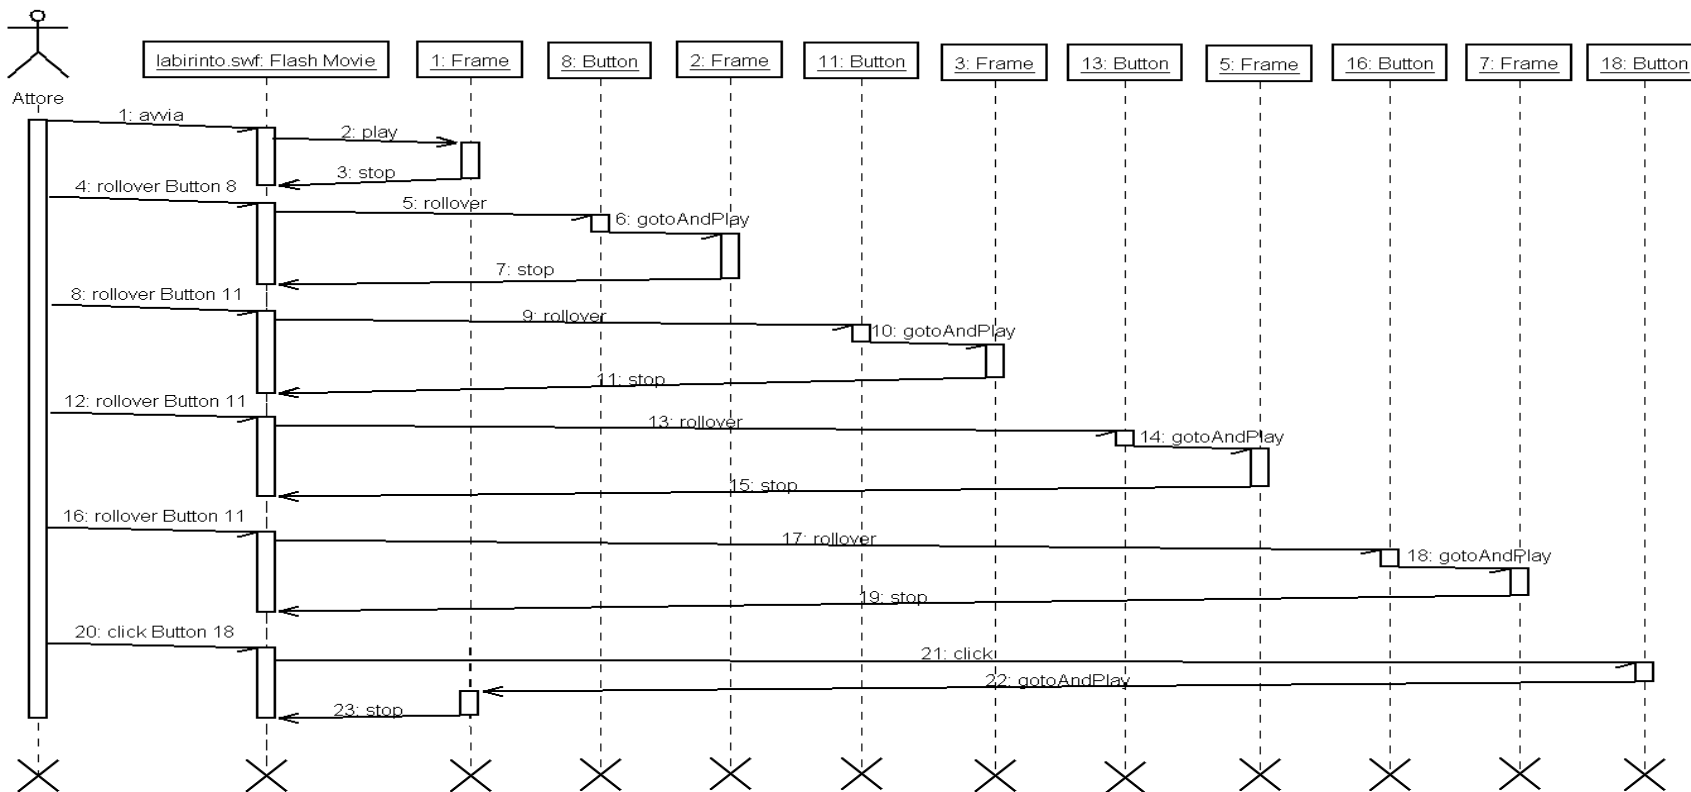 labirinto.swf: Flash Movie
1: Frame
8: Button
2: Frame
11: Button
3: Frame
13: Button
5: Frame
16: Button
7: Frame
18: Button
Attore
1: avvia
2: play
3: stop
4: rollover Button 8
5: rollover
6: gotoAndPlay
7: stop
8: rollover Button 11
9: rollover
10: gotoAndPlay
11: stop
12: rollover Button 11
13: rollover
14: gotoAndPlay
15: stop
16: rollover Button 11
17: rollover
18: gotoAndPlay
19: stop
20: click Button 18
21: click
22: gotoAndPlay
23: stop